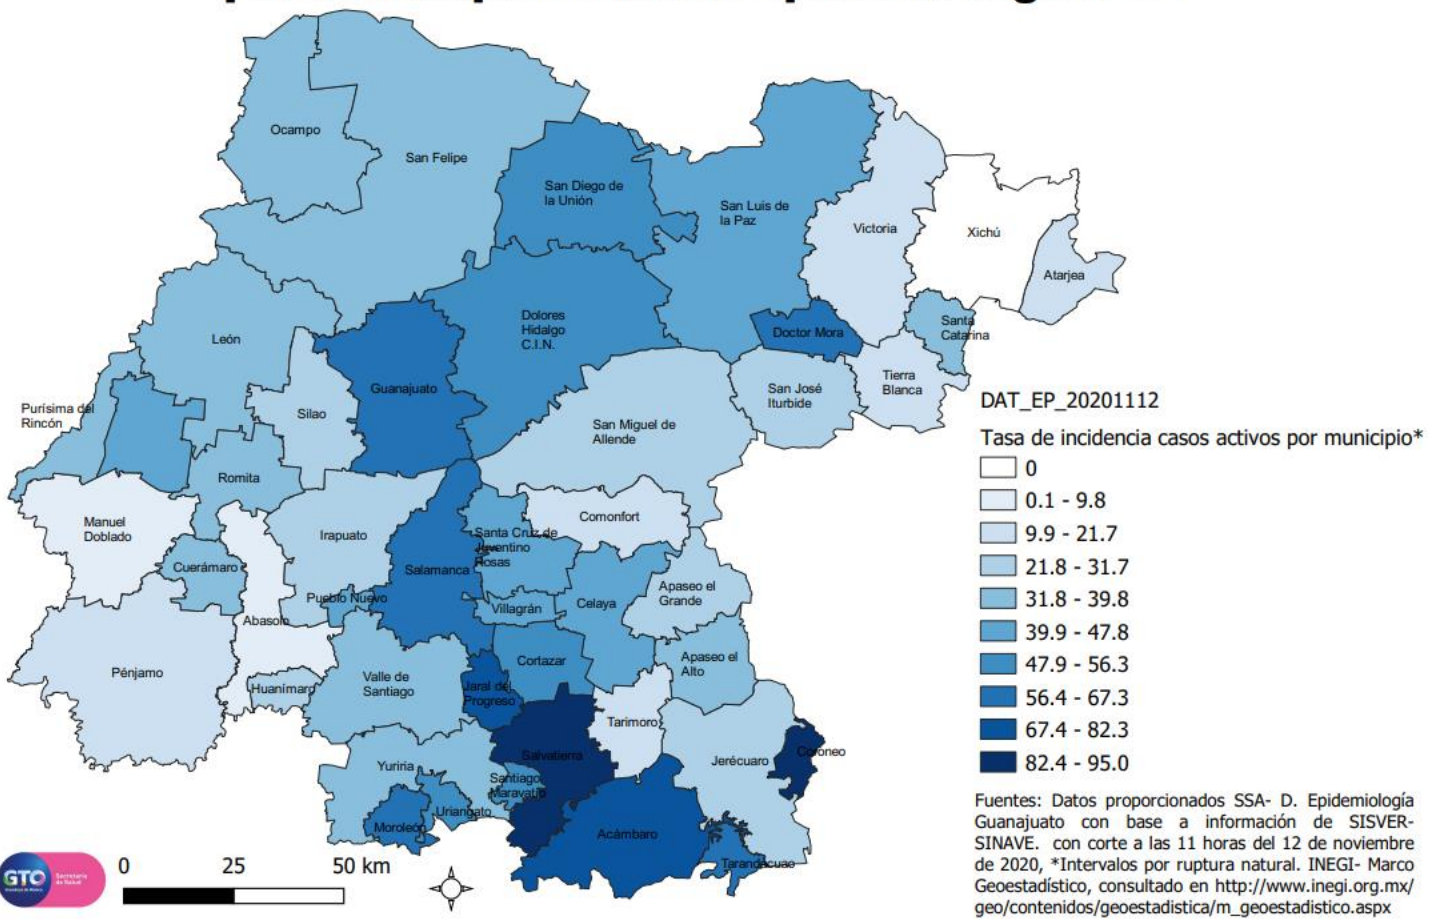 Ocampo
San Felipe
San Diego de
la Unión
San Luis de
la Paz
Victoria
Xichú
Atarjea
León
Dolores
Hidalgo
C.I.N.
Doctor Mora
Santa
Catarina
Guanajuato
Silao
San José
Iturbide
Tierra
Blanca
Purísima del
Rincón
San Miguel de
Allende
Romita
Manuel
Doblado
Irapuato
Comonfort
Santa Cruz de
Juventino
Rosas
Cuerámaro
Salamanca
Apaseo el
Grande
Pueblo Nuevo
Villagrán
Celaya
Abasolo
Pénjamo
Cortazar
Apaseo el
Alto
Valle de
Santiago
Huanímaro
Jaral del
Progreso
Tarimoro
Salvatierra
Jerécuaro
Coroneo
Yuriria
Santiago
Maravatío
Uriangato
Moroleón
Acámbaro
Tarandacuao
DAT_EP_20201112
Tasa de incidencia casos activos por municipio*
0
0.1 - 9.8
9.9 - 21.7
21.8 - 31.7
31.8 - 39.8
39.9 - 47.8
47.9 - 56.3
56.4 - 67.3
67.4 - 82.3
82.4 - 95.0
Fuentes: Datos proporcionados SSA- D. Epidemiología
Guanajuato con base a información de SISVER-
SINAVE. con corte a las 11 horas del 12 de noviembre
de 2020, *Intervalos por ruptura natural. INEGI- Marco
Geoestadístico, consultado en http://www.inegi.org.mx/
geo/contenidos/geoestadistica/m_geoestadistico.aspx
0 25 50 km
GTO
Secretaría
de Salud